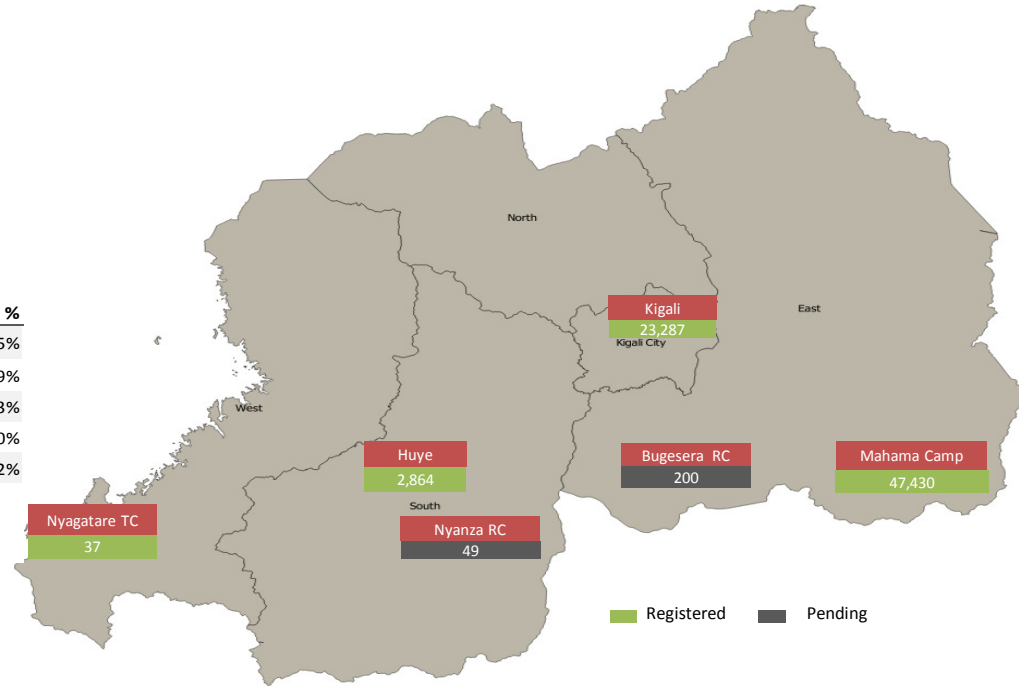 North
%
5%
9%
3%
0%
2%
Kigali
23,287
Kigali City
East
West
Huye
2,864
South
Bugesera RC
200
Mahama Camp
47,430
Nyagatare TC
37
Nyanza RC
49
Registered
Pending